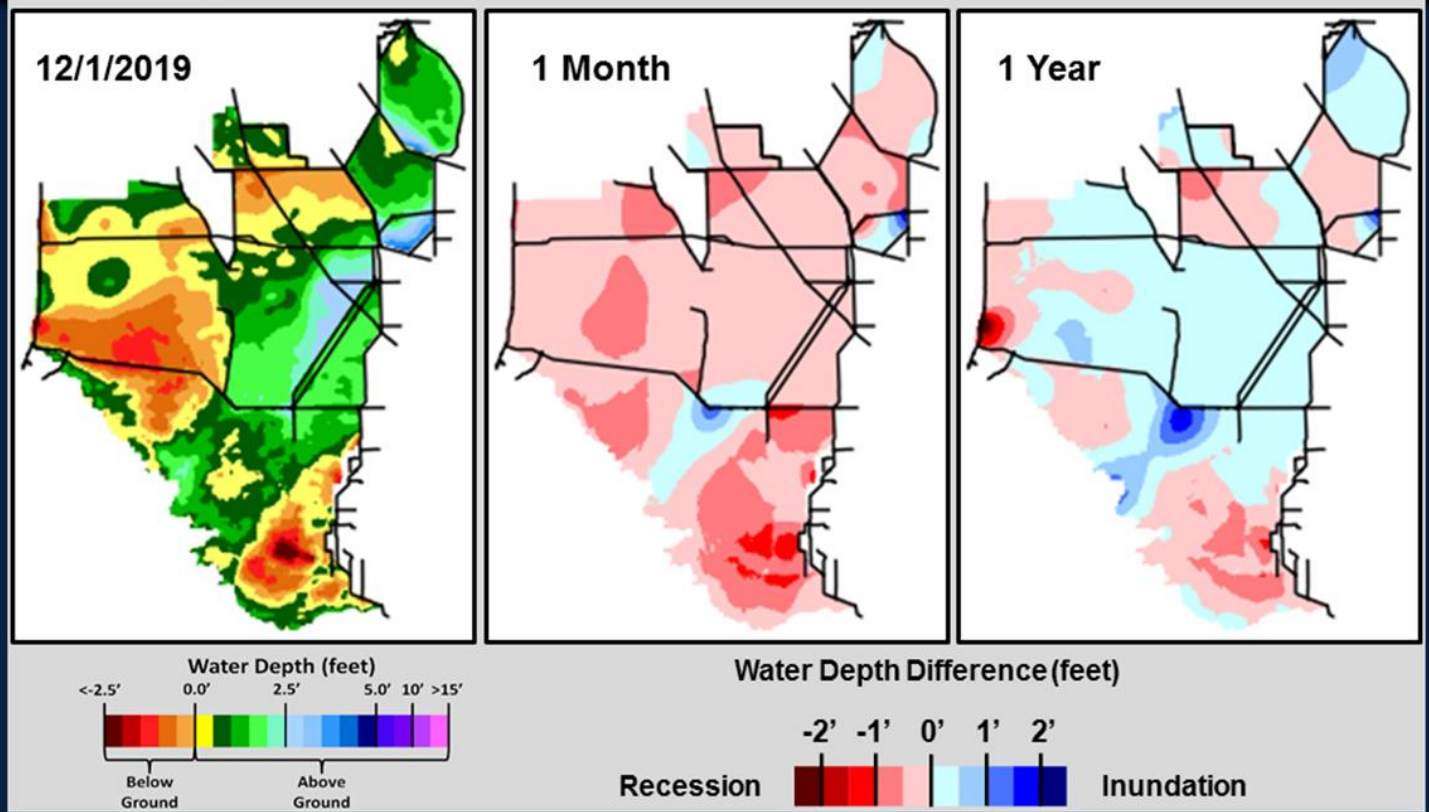 12/1/2019
1 Month
1 Year
Water Depth (feet)
<-2.5’ 0.0’ 2.5’ 5.0’ 10’ >15’
Below
Ground
Above
Ground
Water Depth Difference (feet)
-2’ -1’ 0’ 1’ 2’
Recession
Inundation